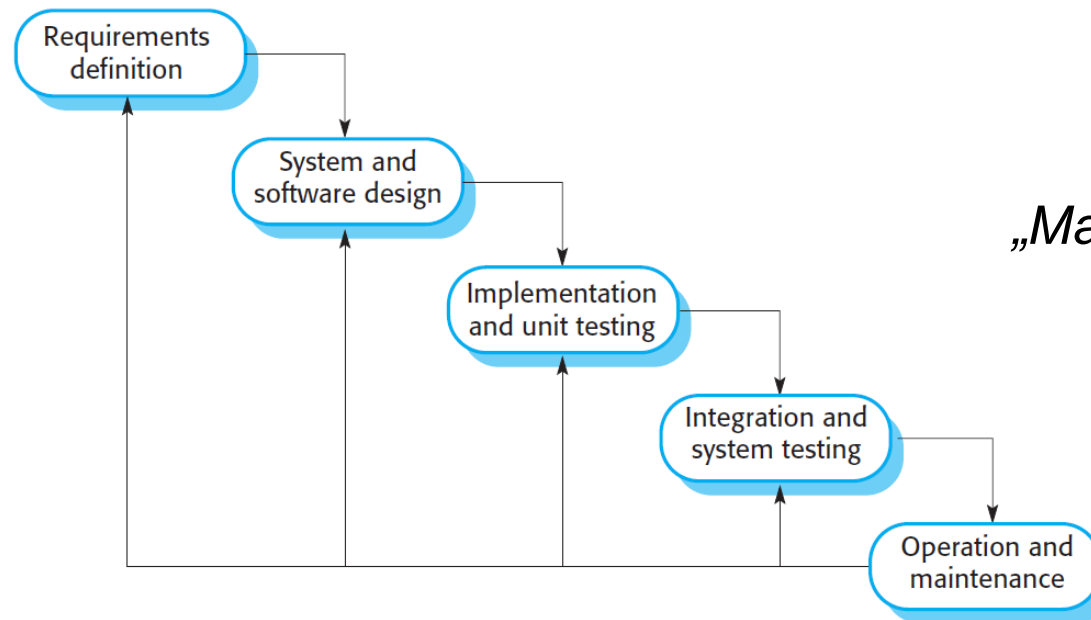 Requirements
definition
System and
software design
„Ma
Implementation
and unit testing
Integration and
system testing
Operation and
maintenance